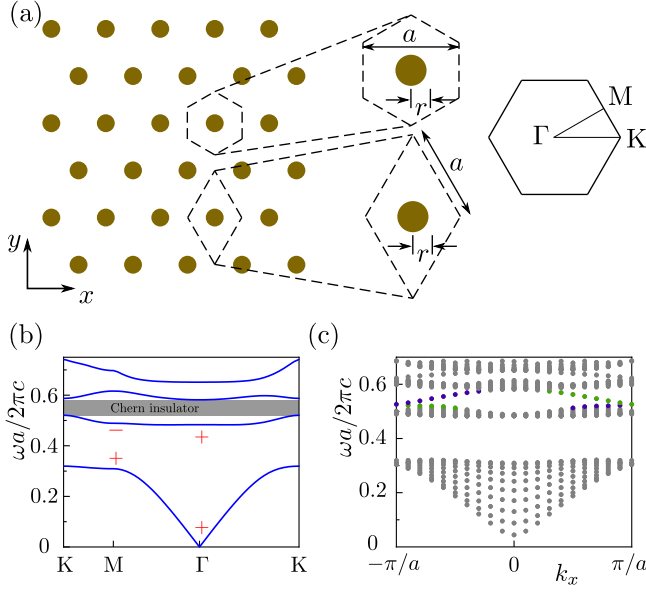 (a)
a
r
a
r
M
Γ
K
y
x
(b)
(c)
ωa/2πc
0.6
0.4
0.2
0
Chern insulator
−
+
+
+
K
M
Γ
K
ωa/2πc
0.6
0.4
0.2
0
−π/a
0
π/a
k_x